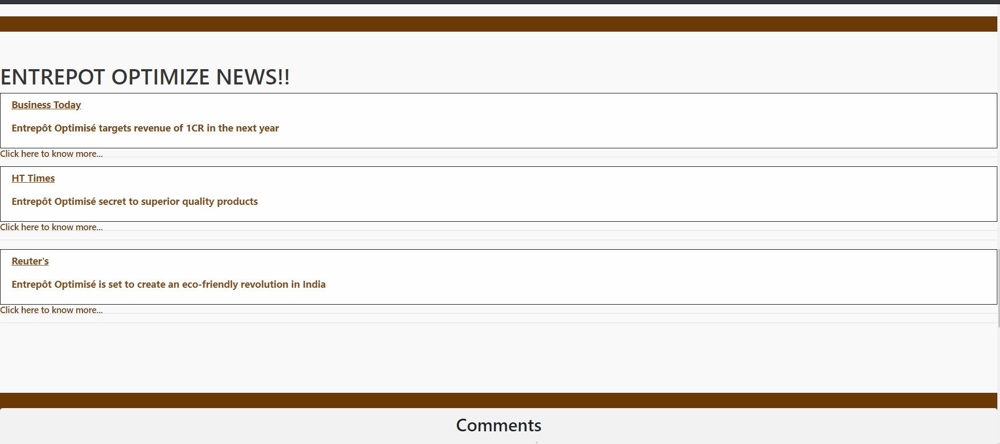 ENTREPOT OPTIMIZE NEWS!!
Business Today
Entrepôt Optimisé targets revenue of 1CR in the next year
Click here to know more...
HT Times
Entrepôt Optimisé secret to superior quality products
Click here to know more...
Reuter's
Entrepôt Optimisé is set to create an eco-friendly revolution in India
Click here to know more...
Comments